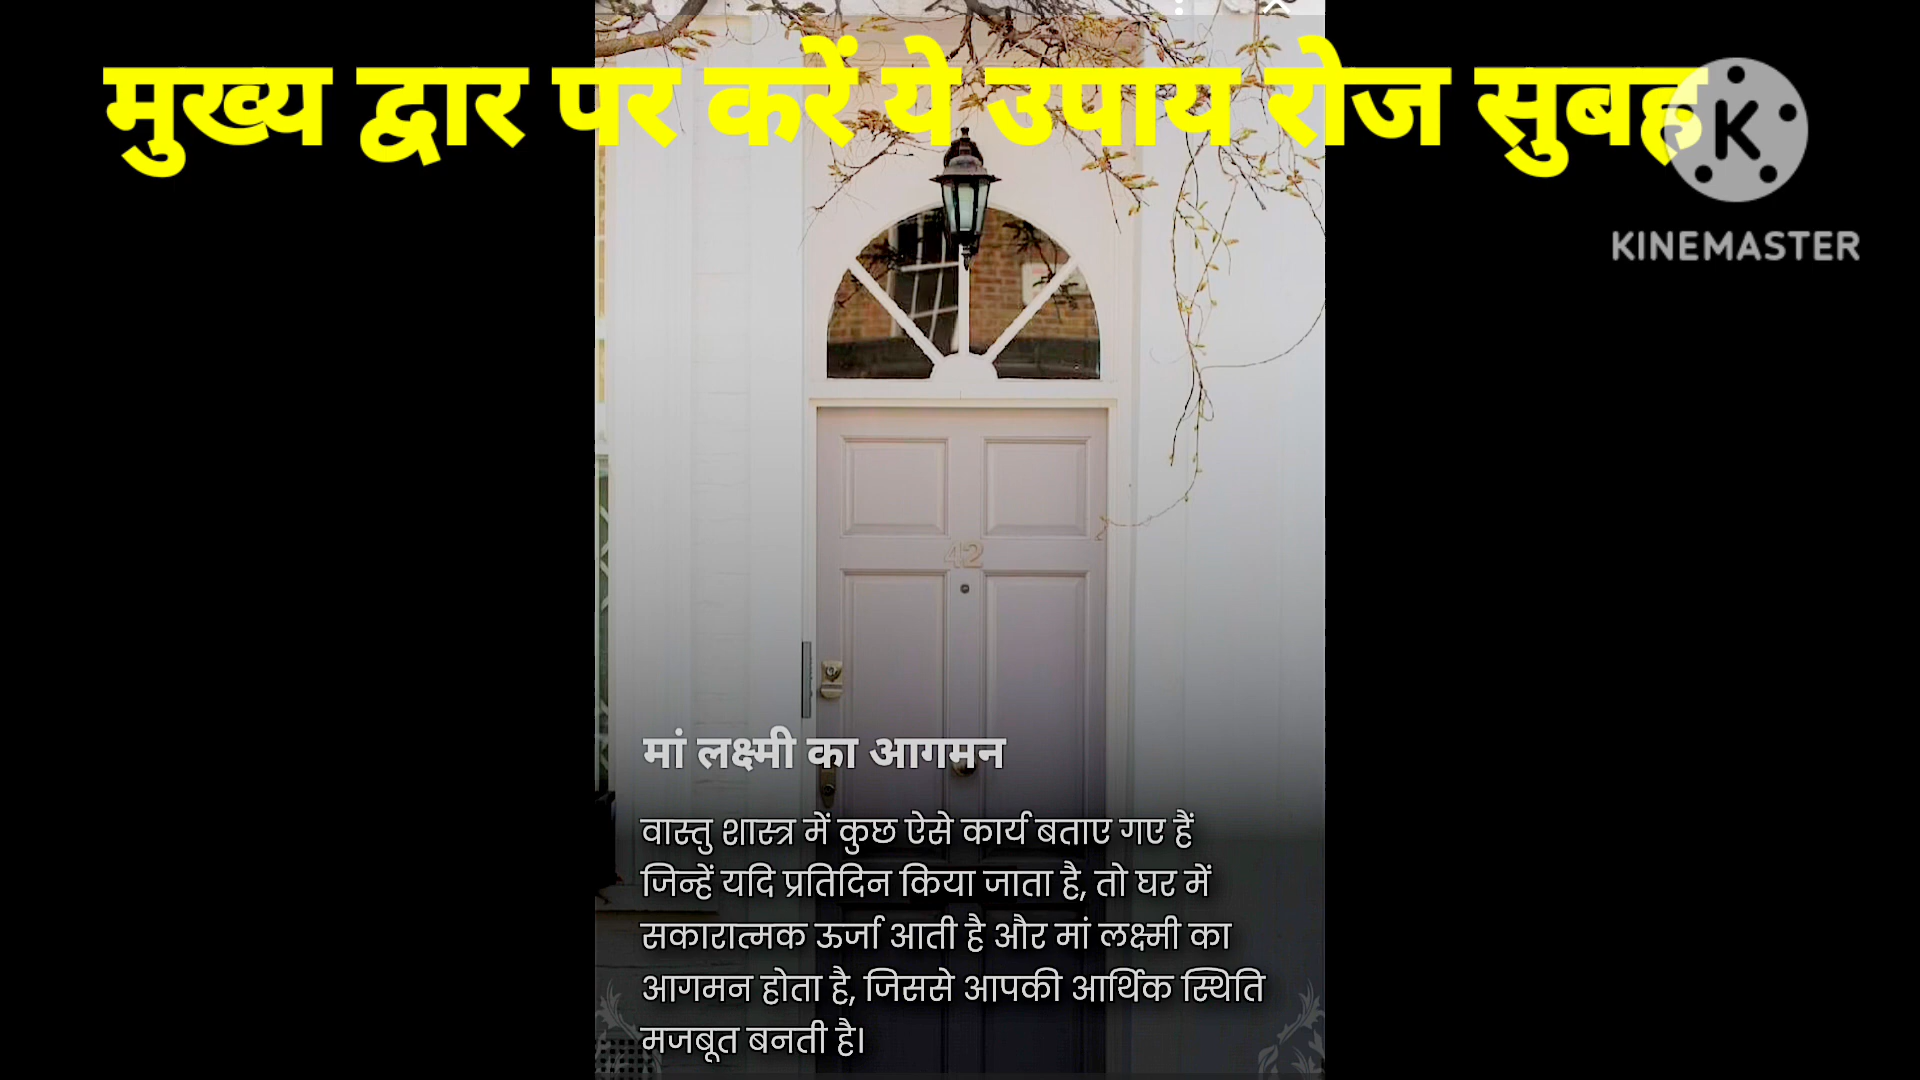 मुख्य द्वार पर करें ये उपाय रोज सुबह
K
KINEMASTER
42
मां लक्ष्मी का आगमन
वास्तु शास्त्र में कुछ ऐसे कार्य बताए गए हैं
जिन्हें यदि प्रतिदिन किया जाता है, तो घर में
सकारात्मक ऊर्जा आती है और मां लक्ष्मी का
आगमन होता है, जिससे आपकी आर्थिक स्थिति
मजबूत बनती है।